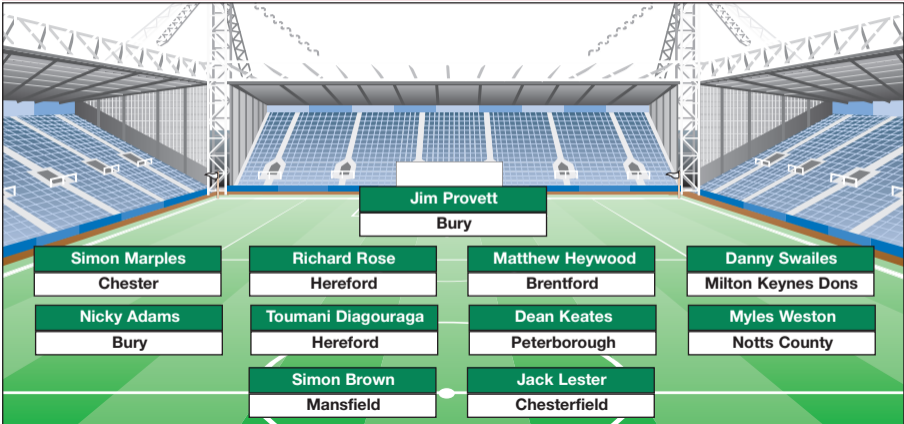 Jim Provett
Bury
Simon Marples
Chester
Richard Rose
Hereford
Matthew Heywood
Brentford
Danny Swailes
Milton Keynes Dons
Nicky Adams
Bury
Toumani Diagouraga
Hereford
Dean Keates
Peterborough
Myles Weston
Notts County
Simon Brown
Mansfield
Jack Lester
Chesterfield